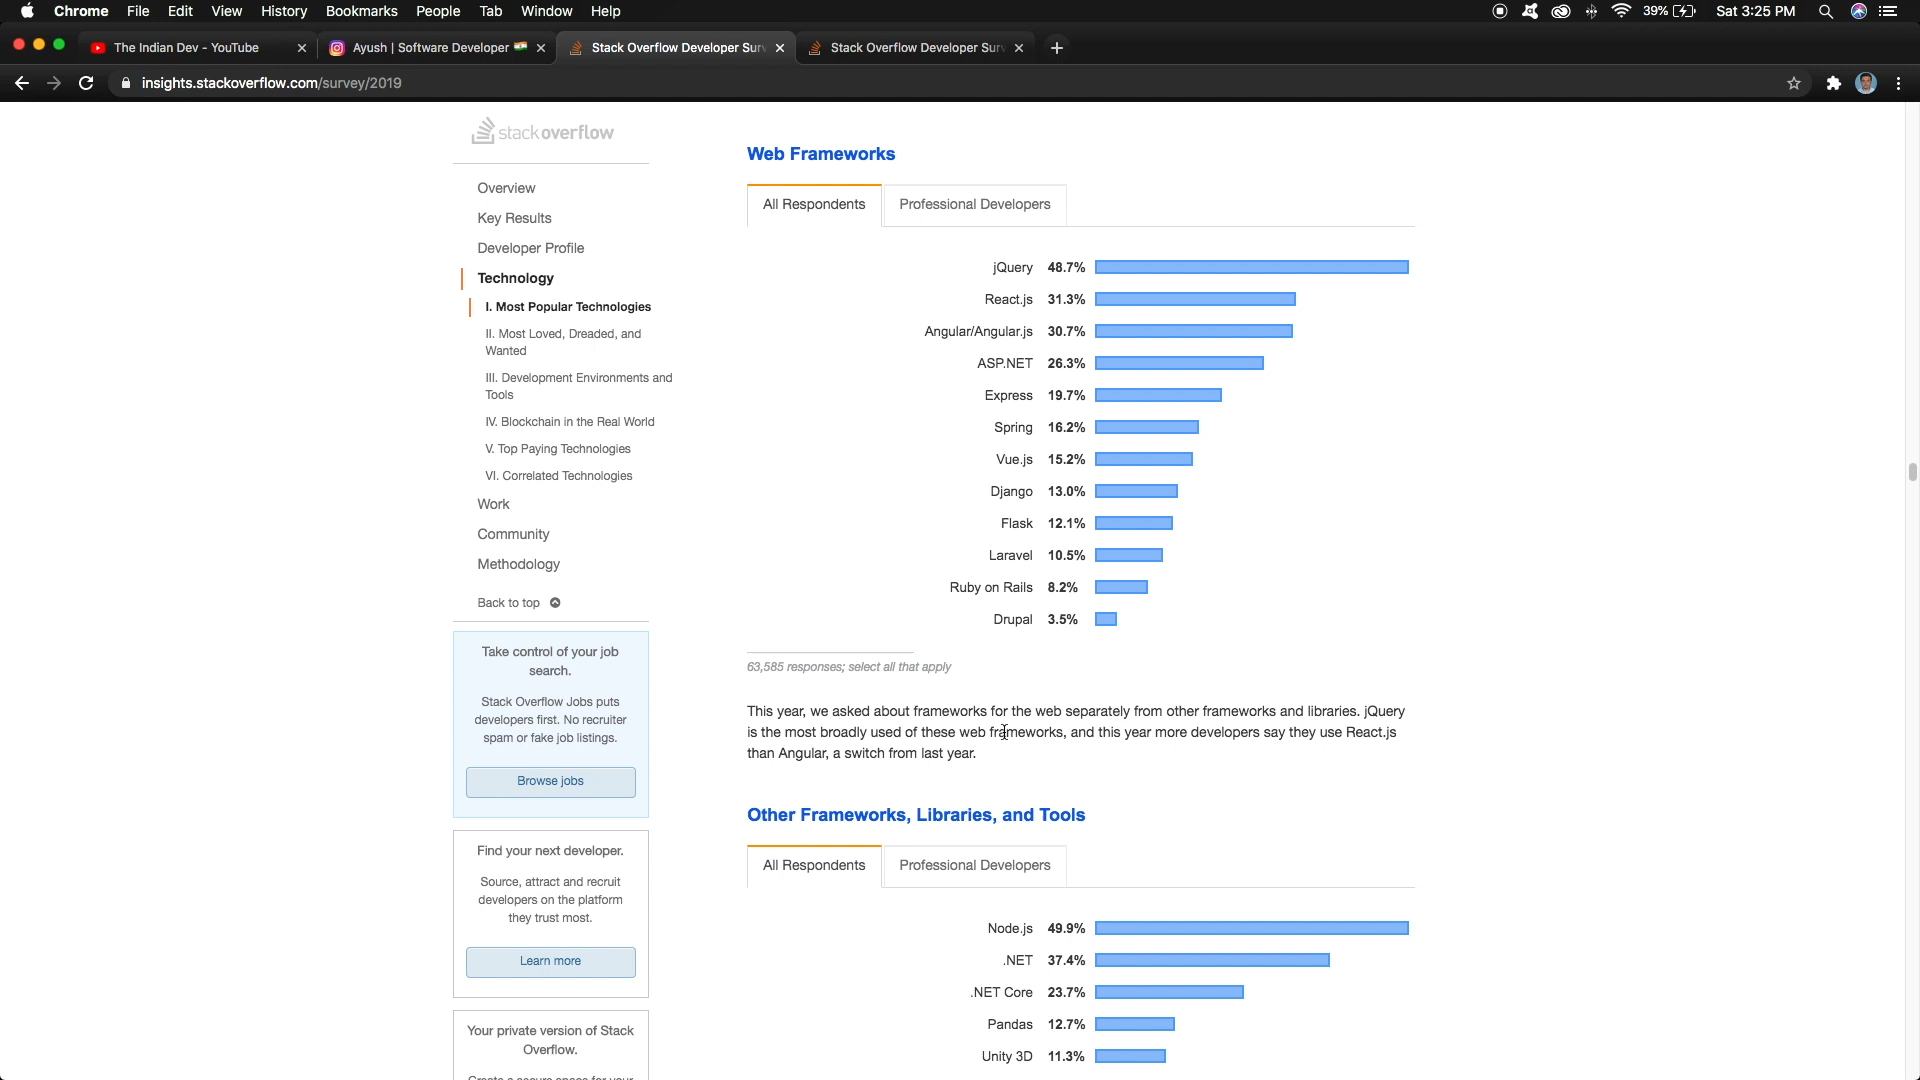 Chrome File Edit View History Bookmarks People Tab Window Help 39% Sat 3:25 PM
The Indian Dev - YouTube
Ayush | Software Developer
Stack Overflow Developer Sur
Stack Overflow Developer Sur
insights.stackoverflow.com/survey/2019
stackoverflow
Overview
Key Results
Developer Profile
Technology
I. Most Popular Technologies
II. Most Loved, Dreaded, and
Wanted
III. Development Environments and
Tools
IV. Blockchain in the Real World
V. Top Paying Technologies
VI. Correlated Technologies
Work
Community
Methodology
Back to top
Take control of your job
search.
Stack Overflow Jobs puts
developers first. No recruiter
spam or fake job listings.
Browse jobs
Find your next developer.
Source, attract and recruit
developers on the platform
they trust most.
Learn more
Your private version of Stack
Overflow.
Web Frameworks
All Respondents Professional Developers
jQuery 48.7%
React.js 31.3%
Angular/Angular.js 30.7%
ASP.NET 26.3%
Express 19.7%
Spring 16.2%
Vue.js 15.2%
Django 13.0%
Flask 12.1%
Laravel 10.5%
Ruby on Rails 8.2%
Drupal 3.5%
63,585 responses; select all that apply
This year, we asked about frameworks for the web separately from other frameworks and libraries. jQuery
is the most broadly used of these web frameworks, and this year more developers say they use React.js
than Angular, a switch from last year.
Other Frameworks, Libraries, and Tools
All Respondents Professional Developers
Node.js 49.9%
.NET 37.4%
.NET Core 23.7%
Pandas 12.7%
Unity 3D 11.3%